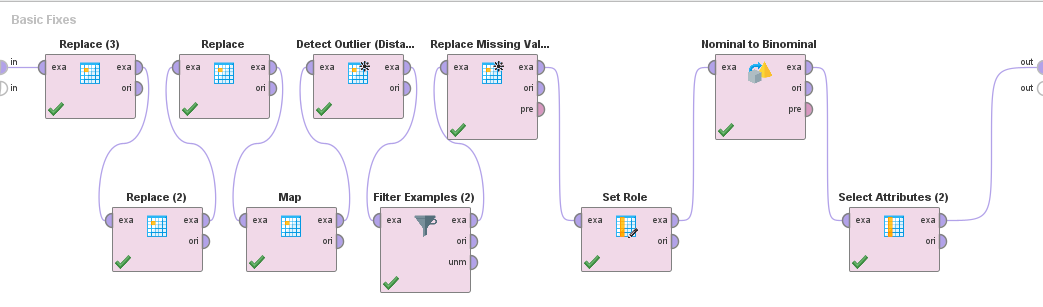 Basic Fixes
Replace (3)
Replace
Detect Outlier (Dista...
Replace Missing Val...
Nominal to Binominal
in
exa
exa
exa
exa
exa
exa
exa
exa
exa
exa
out
in
ori
ori
ori
ori
ori
out
pre
pre
Replace (2)
Map
Filter Examples (2)
Set Role
Select Attributes (2)
exa
exa
exa
exa
exa
exa
exa
exa
exa
exa
ori
ori
ori
ori
ori
unm